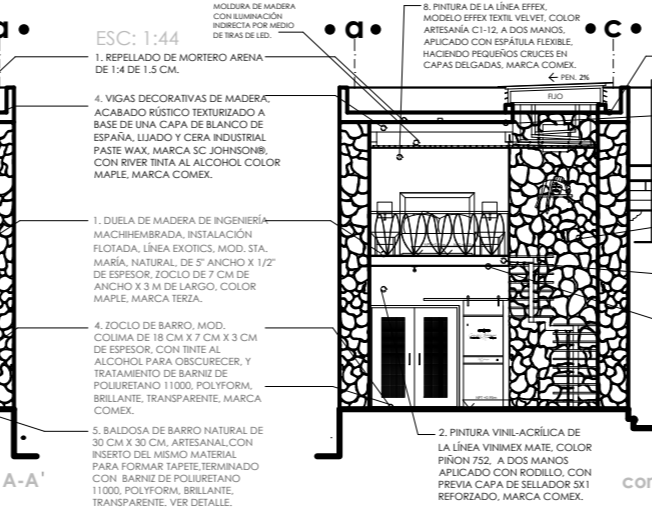 a •
ESC: 1:44
1. REPELLADO DE MORTERO ARENA
DE 1:4 DE 1.5 CM.
4. VIGAS DECORATIVAS DE MADERA,
ACABADO RÚSTICO TEXTURIZADO A
BASE DE UNA CAPA DE BLANCO DE
ESPAÑA, LIJADO Y CERA INDUSTRIAL
PASTE WAX, MARCA SC JOHNSON®,
CON RIVER TINTA AL ALCOHOL COLOR
MAPLE, MARCA COMEX.
1. DUELA DE MADERA DE INGENIERÍA
MACHIHEMBRADA, INSTALACIÓN
FLOTADA, LÍNEA EXOTICS, MOD. STA.
MARÍA, NATURAL, DE 5" ANCHO X 1/2"
DE ESPESOR, ZOCLO DE 7 CM DE
ANCHO X 3 M DE LARGO, COLOR
MAPLE, MARCA TERZA.
4. ZOCLO DE BARRO, MOD.
COLIMA DE 18 CM X 7 CM X 3 CM
DE ESPESOR, CON TINTE AL
ALCOHOL PARA OBSCURECER, Y
TRATAMIENTO DE BARNIZ DE
POLIURETANO 11000, POLYFORM,
BRILLANTE, TRANSPARENTE, MARCA
COMEX.
5. BALDOSA DE BARRO NATURAL DE
30 CM X 30 CM, ARTESANAL,CON
INSERTO DEL MISMO MATERIAL
PARA FORMAR TAPETE,TERMINADO
CON BARNIZ DE POLIURETANO
11000, POLYFORM, BRILLANTE,
TRANSPARENTE. VER DETALLE.
A-A'
MOLDURA DE MADERA
CON ILUMINACIÓN
INDIRECTA POR MEDIO
DE TIRAS DE LED.
• a •
8. PINTURA DE LA LÍNEA EFFEX,
MODELO EFFEX TEXTIL VELVET, COLOR
ARTESANÍA C1-12, A DOS MANOS,
APLICADO CON ESPÁTULA FLEXIBLE,
HACIENDO PEQUEÑOS CRUCES EN
CAPAS DELGADAS, MARCA COMEX.
• c •
PEN. 2%
FIJO
2. PINTURA VINIL-ACRÍLICA DE
LA LÍNEA VINIMEX MATE, COLOR
PIÑON 752, A DOS MANOS
APLICADO CON RODILLO, CON
PREVIA CAPA DE SELLADOR 5X1
REFORZADO, MARCA COMEX.